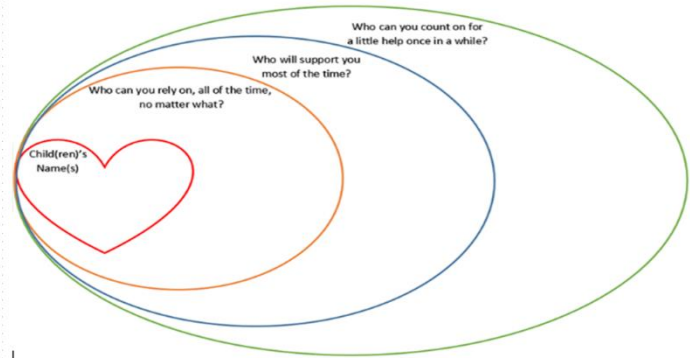 Who can you count on for
a little help once in a while?
Who will support you
most of the time?
Who can you rely on, all of the time,
no matter what?
Child(ren)'s
Name(s)